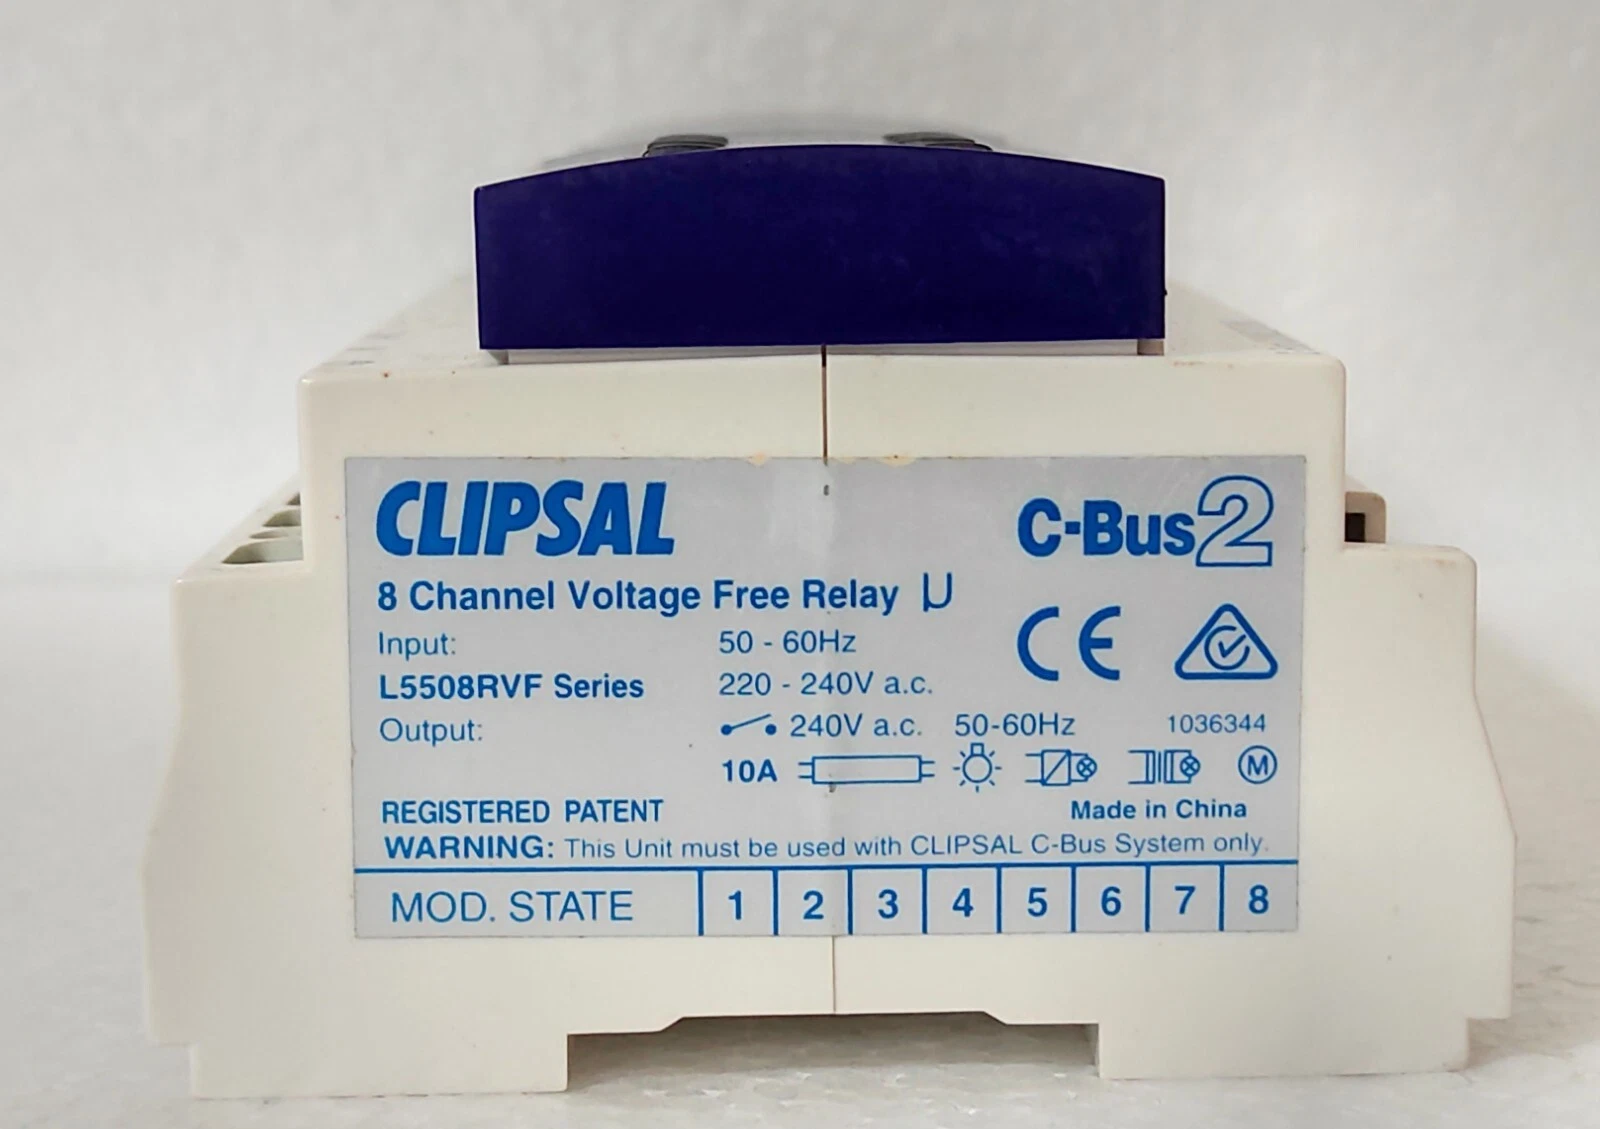 CLIPSAL
C-Bus2
8 Channel Voltage Free Relay μ
Input: 50 - 60Hz
L5508RVF Series 220 - 240V a.c.
Output: 240V a.c. 50-60Hz 1036344
10A M
REGISTERED PATENT Made in China
WARNING: This Unit must be used with CLIPSAL C-Bus System only.
MOD. STATE 1 2 3 4 5 6 7 8
CE